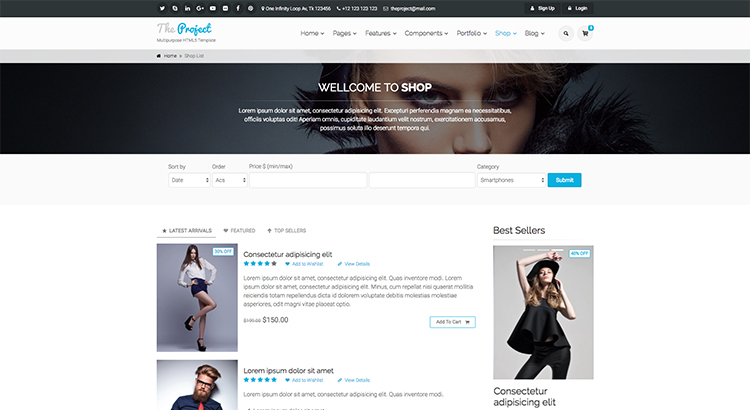 One Infinity Loop Av, Tk 123456 +12 123 123 123 theproject@mail.com Sign Up Login
The Project
Multipurpose HTML5 Template
Home Pages Features Components Portfolio Shop Blog
Home > Shop List
WELLCOME TO SHOP
Lorem ipsum dolor sit amet, consectetur adipisicing elit. Excepturi perferendis magnam ea necessitatibus,
officiis voluptas odit! Aperiam omnis, cupiditate laudantium velit nostrum, exercitationem accusamus,
possimus soluta illo deserunt tempora qui.
Sort by Order Price $ (min/max) Category
Date Acs Smartphones Submit
LATEST ARRIVALS FEATURED TOP SELLERS
30% OFF
Consectetur adipisicing elit
Add to Wishlist View Details
Lorem ipsum dolor sit amet, consectetur adipisicing elit. Quas inventore modi.
Lorem ipsum dolor sit amet, consectetur adipisicing elit. Minus, cum repellat nisi quaerat mollitia
reiciendis totam repellendus corporis inventore dolorum voluptate debitis molestias molestiae
asperiores, odit magni vitae placeat optio.
$199.00 $150.00 Add To Cart
Lorem ipsum dolor sit amet
Add to Wishlist View Details
Lorem ipsum dolor sit amet, consectetur adipisicing elit. Quas inventore modi.
Best Sellers
40% OFF
Consectetur
adipisicing elit